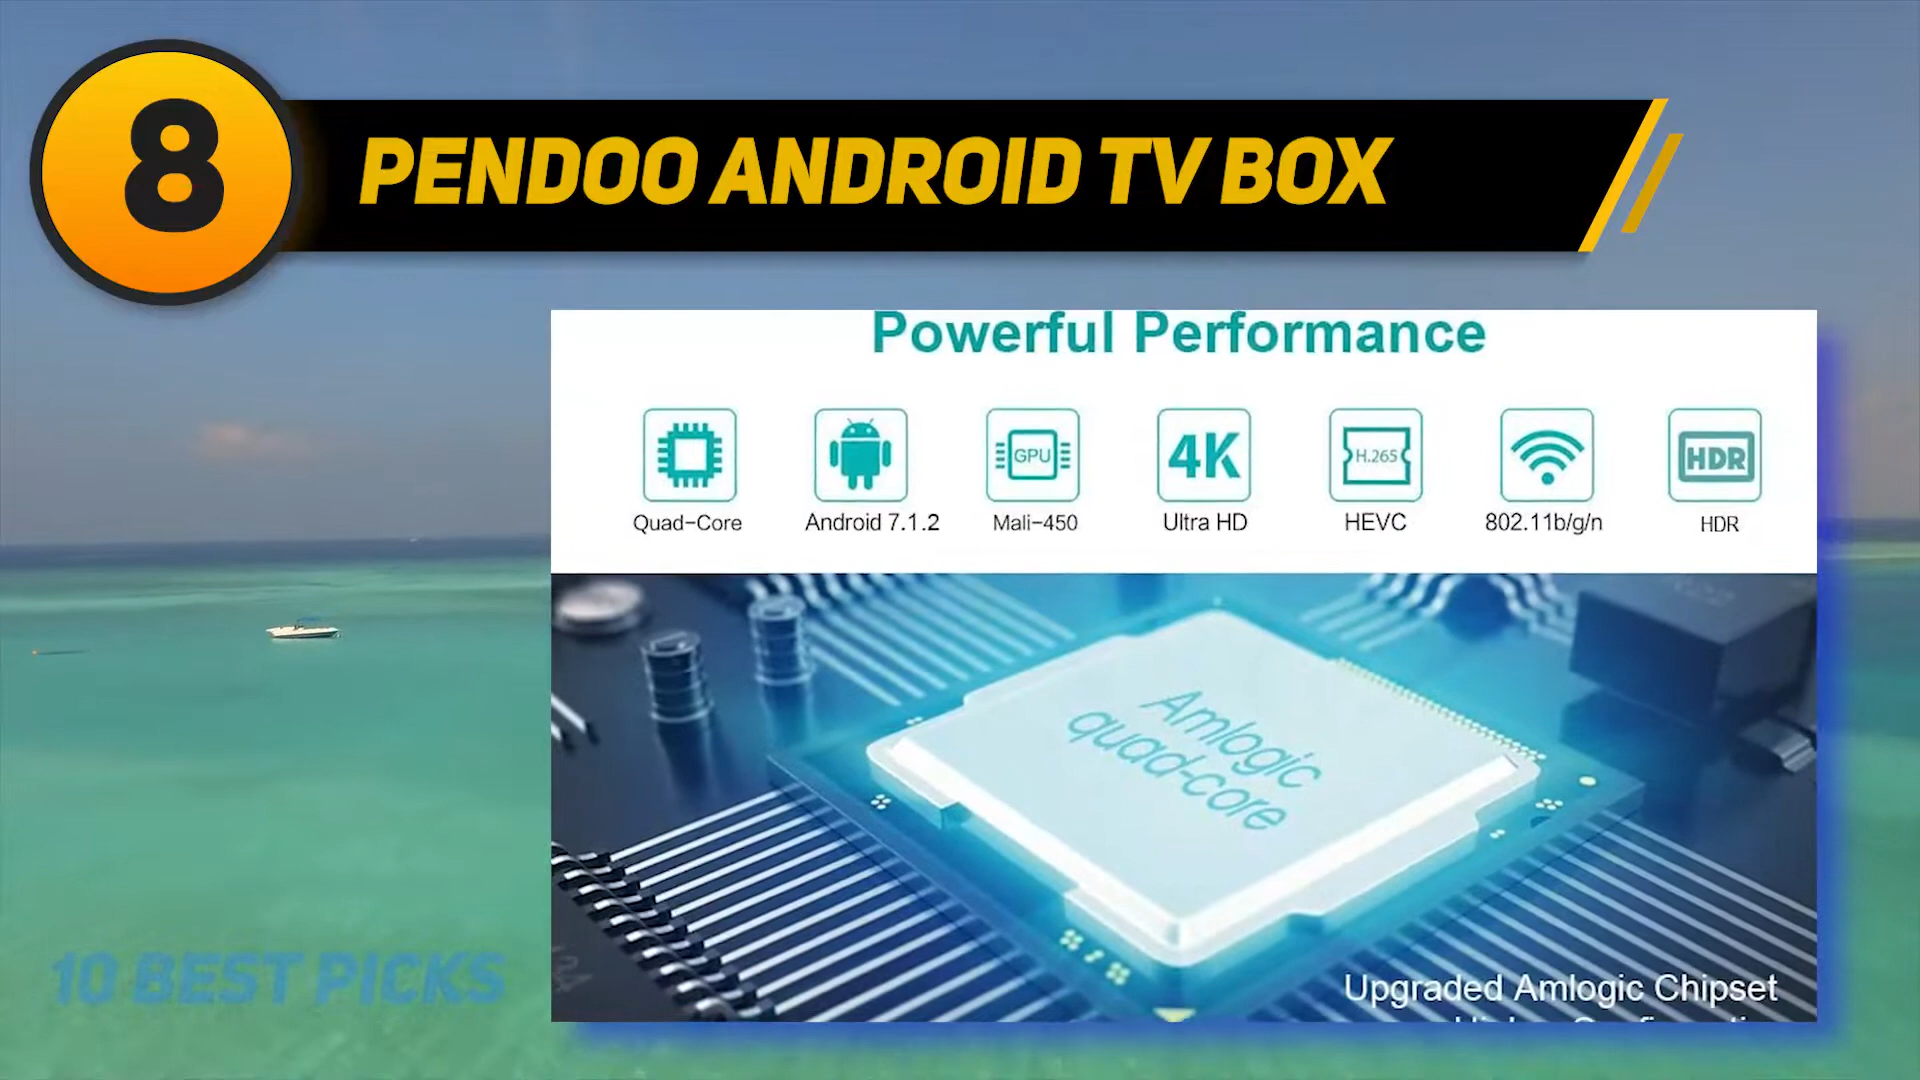 8
PENDOO ANDROID TV BOX
Powerful Performance
GPU
4K
H.265
HDR
Quad-Core
Android 7.1.2
Mali-450
Ultra HD
HEVC
802.11b/g/n
HDR
Amlogic
quad-core
10 BEST PICKS
Upgraded Amlogic Chipset